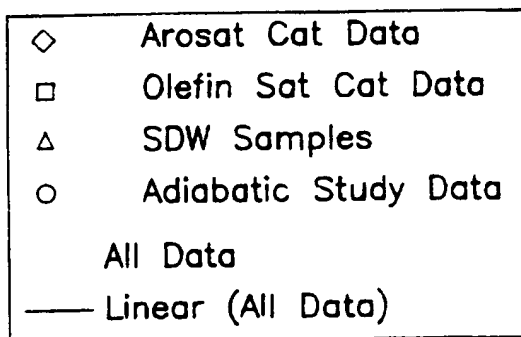 Arosat Cat Data
Olefin Sat Cat Data
SDW Samples
Adiabatic Study Data
All Data
Linear (All Data)